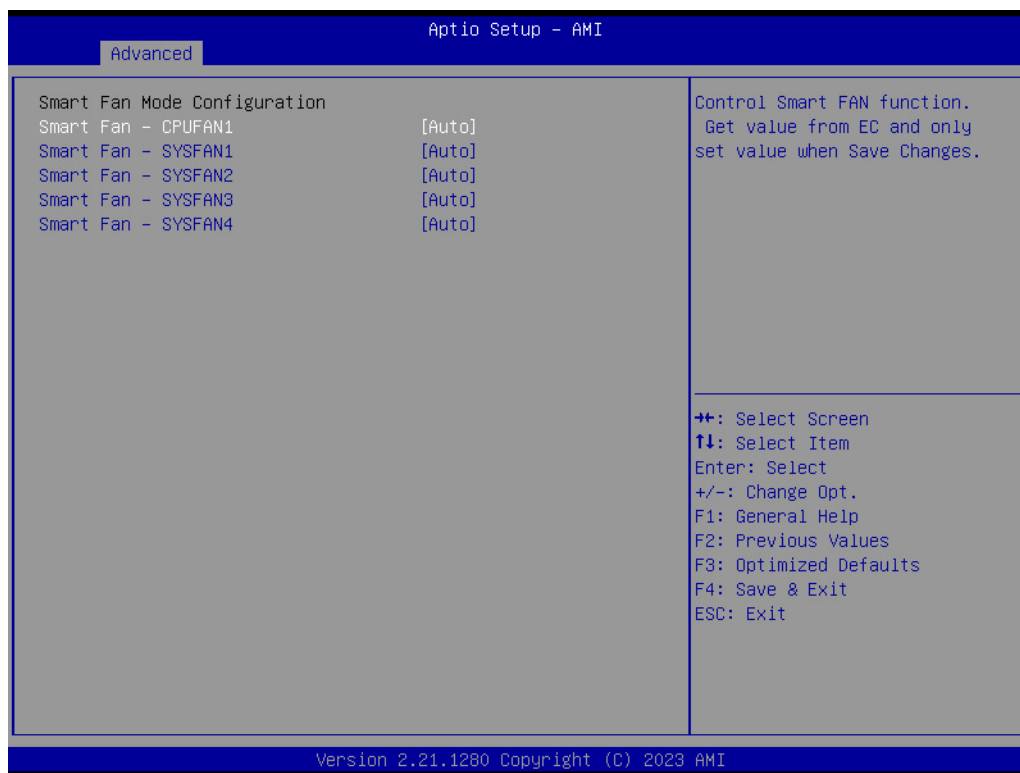 Aptio Setup – AMI
Advanced
Smart Fan Mode Configuration
Smart Fan – CPUFAN1 [Auto]
Smart Fan – SYSFAN1 [Auto]
Smart Fan – SYSFAN2 [Auto]
Smart Fan – SYSFAN3 [Auto]
Smart Fan – SYSFAN4 [Auto]
Control Smart FAN function.
Get value from EC and only
set value when Save Changes.
→←: Select Screen
↑↓: Select Item
Enter: Select
+/-: Change Opt.
F1: General Help
F2: Previous Values
F3: Optimized Defaults
F4: Save & Exit
ESC: Exit
Version 2.21.1280 Copyright (C) 2023 AMI